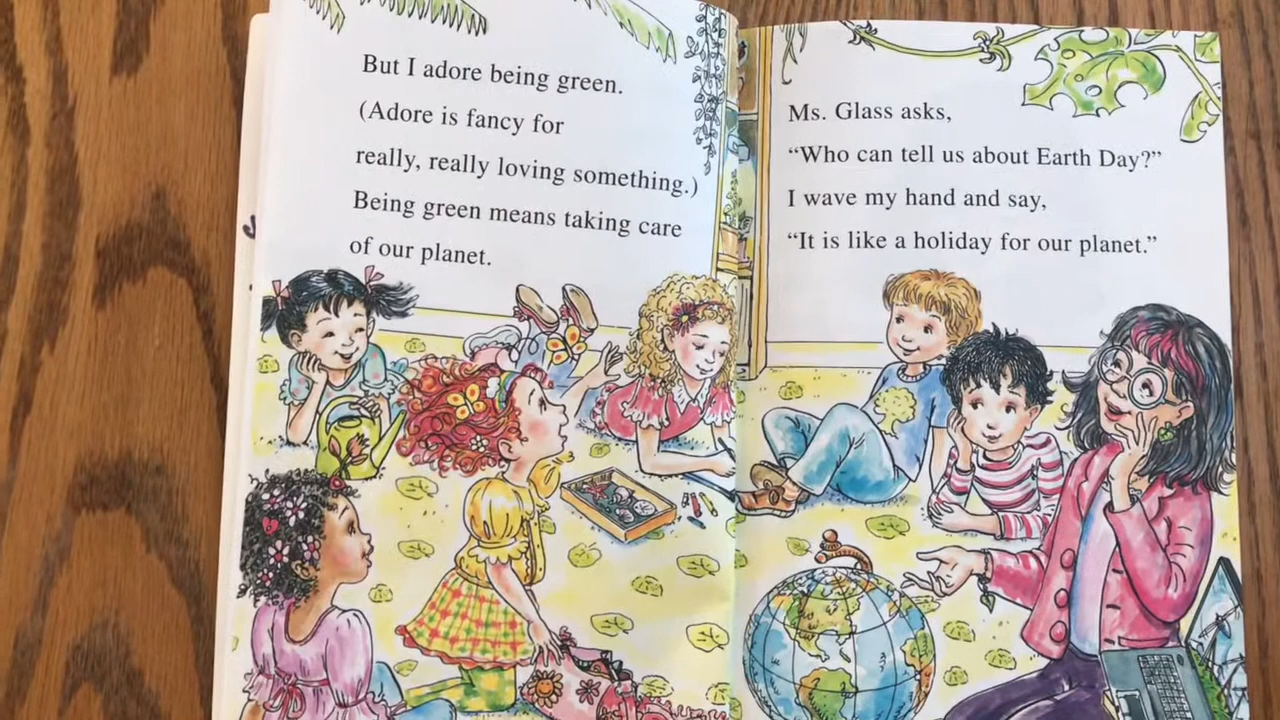 But I adore being green.
(Adore is fancy for
really, really loving something.)
Being green means taking care
of our planet.
Ms. Glass asks,
“Who can tell us about Earth Day?”
I wave my hand and say,
“It is like a holiday for our planet.”